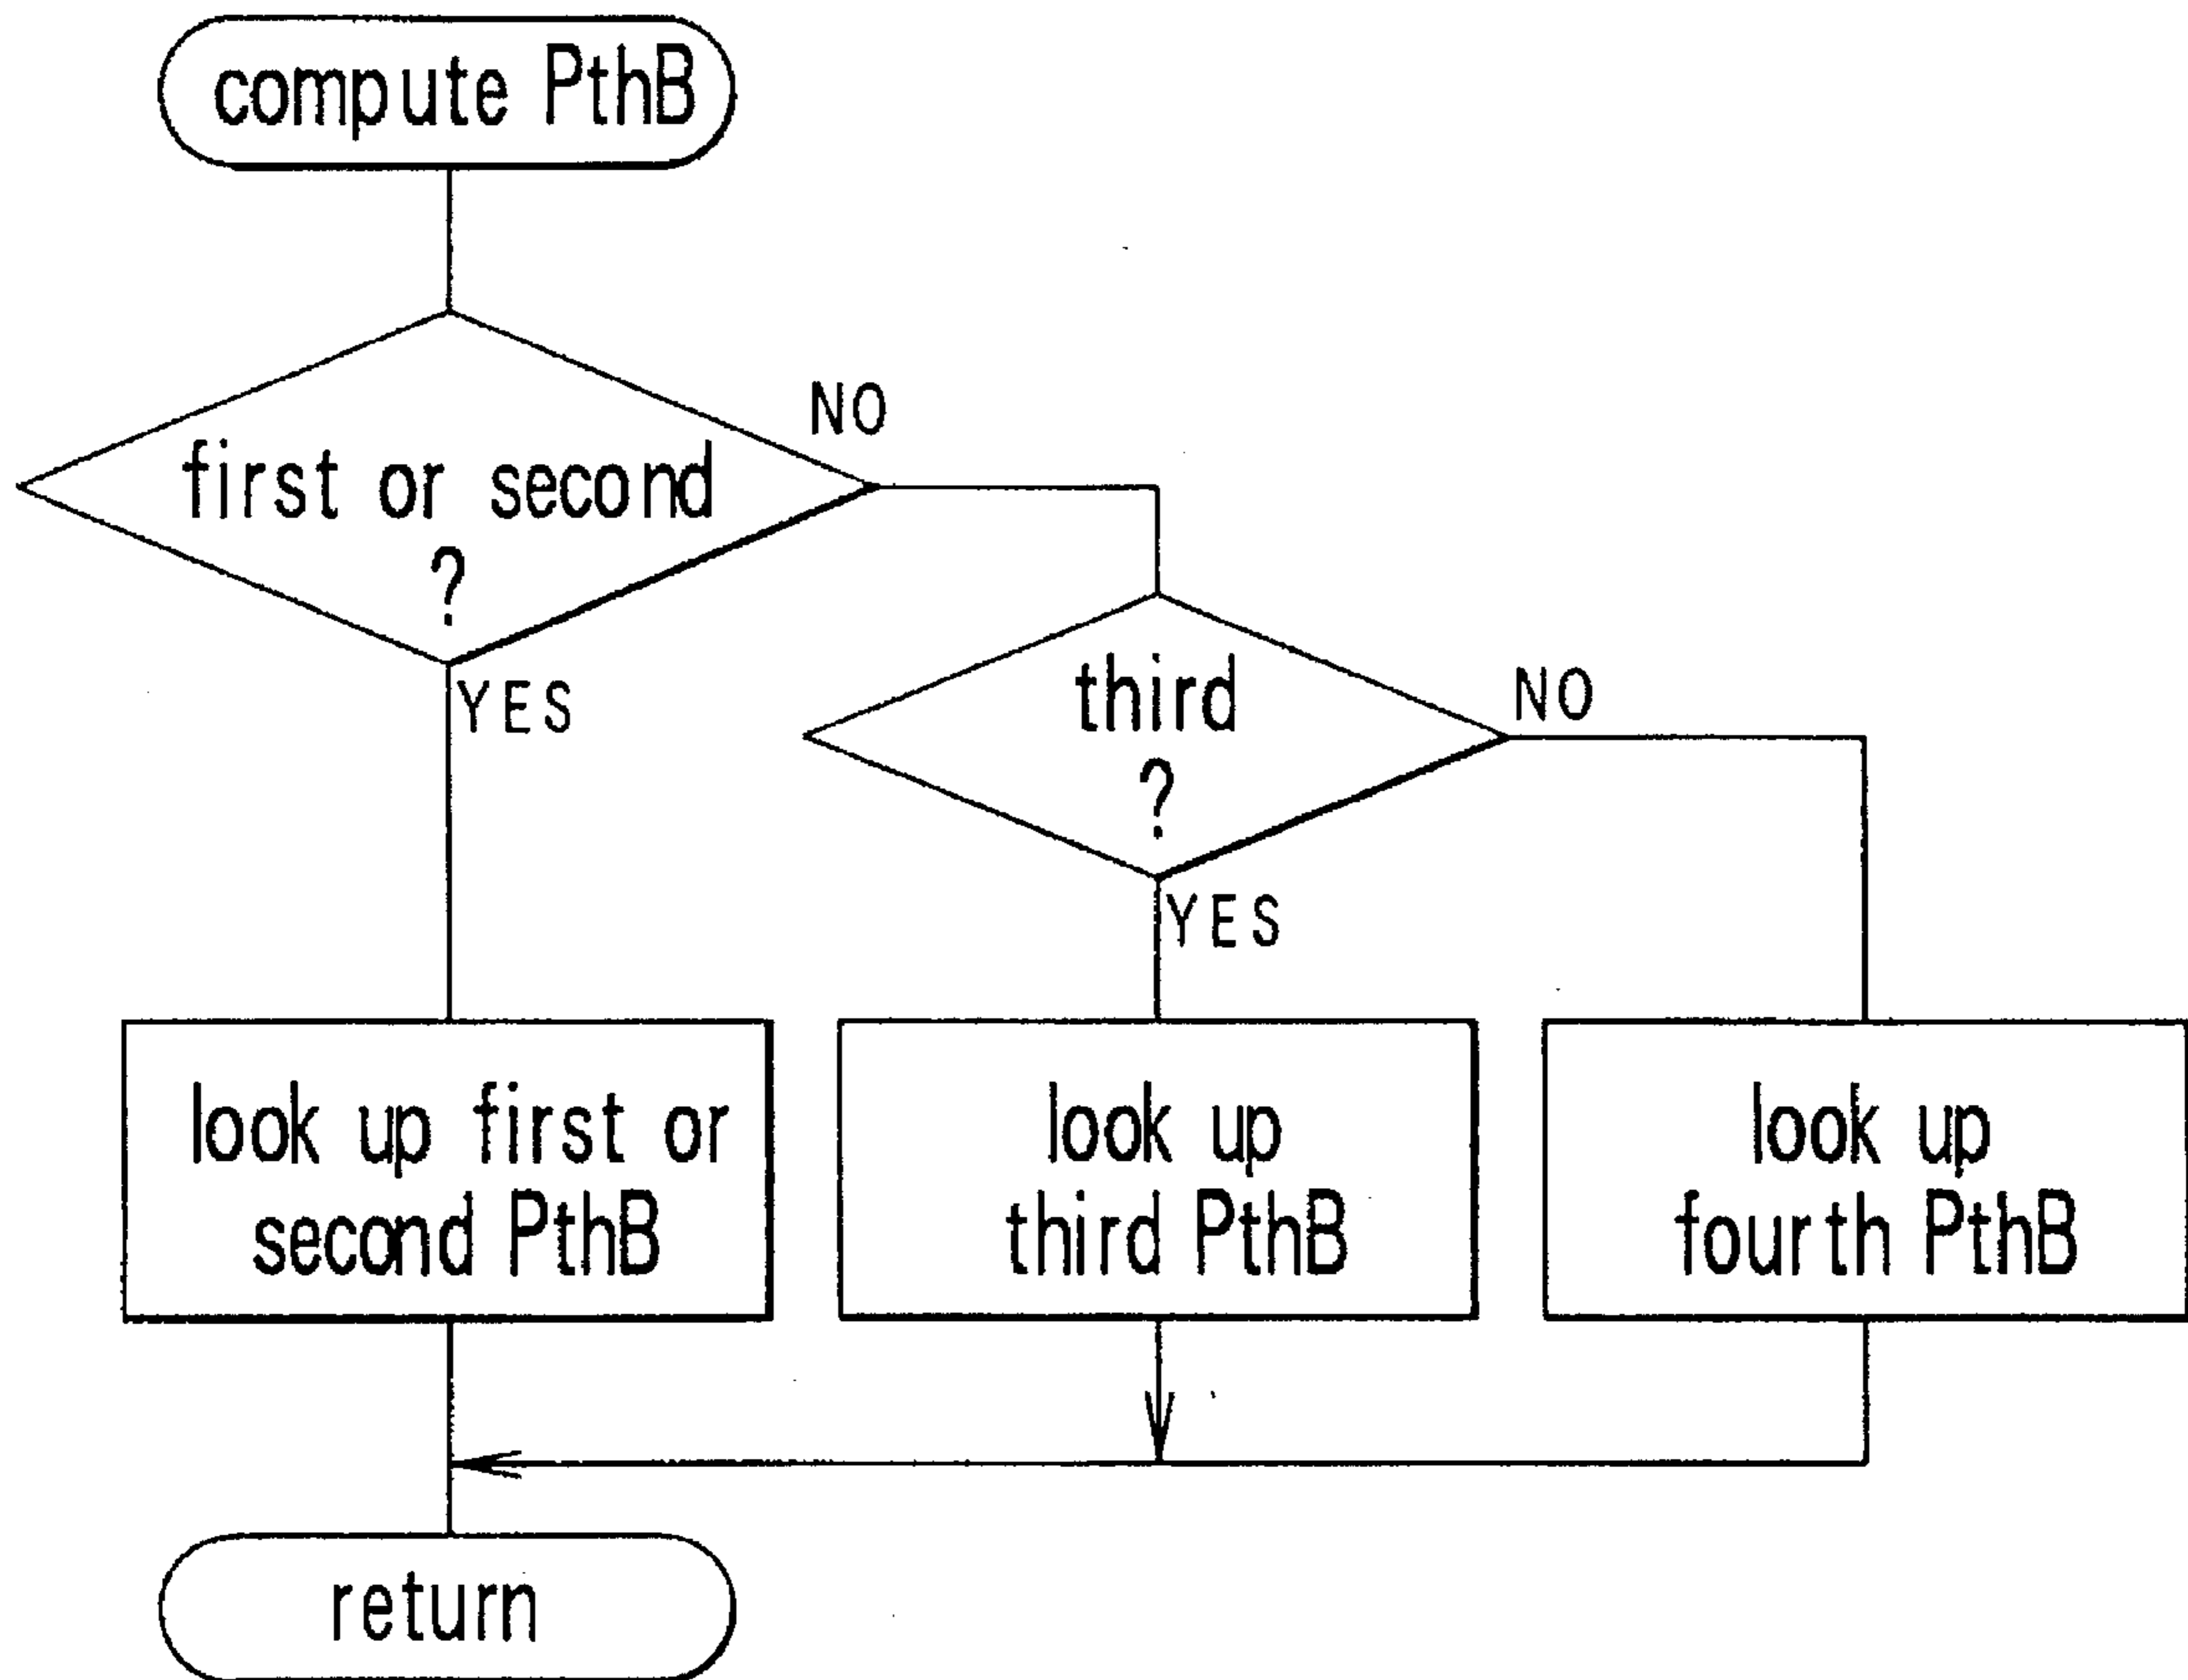 compute PthB
NO
first or second
?
YES
third
?
NO
YES
look up first or
second PthB
look up
third PthB
look up
fourth PthB
return